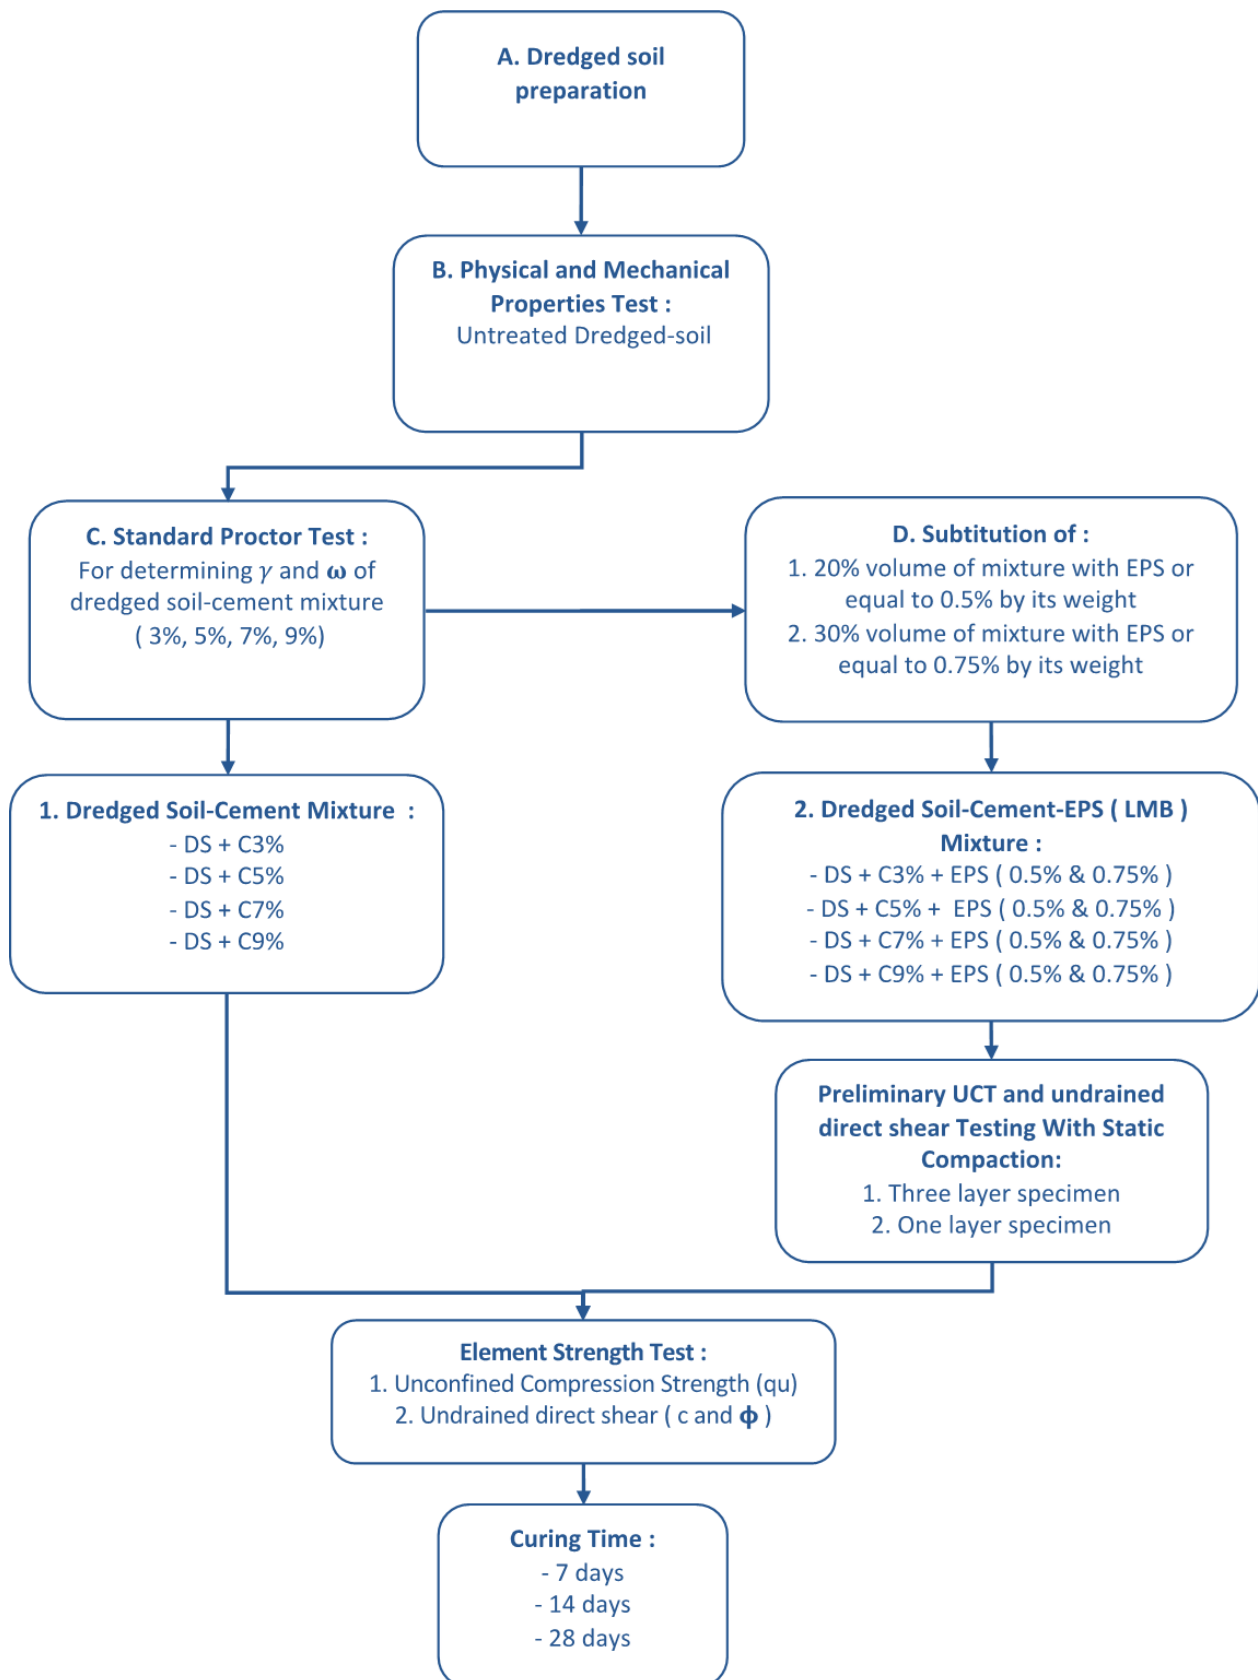 A. Dredged soil
preparation
B. Physical and Mechanical
Properties Test :
Untreated Dredged-soil
C. Standard Proctor Test :
For determining γ and ω of
dredged soil-cement mixture
( 3%, 5%, 7%, 9%)
D. Subtitution of :
1. 20% volume of mixture with EPS or
equal to 0.5% by its weight
2. 30% volume of mixture with EPS or
equal to 0.75% by its weight
1. Dredged Soil-Cement Mixture :
- DS + C3%
- DS + C5%
- DS + C7%
- DS + C9%
2. Dredged Soil-Cement-EPS ( LMB )
Mixture :
- DS + C3% + EPS ( 0.5% & 0.75% )
- DS + C5% + EPS ( 0.5% & 0.75% )
- DS + C7% + EPS ( 0.5% & 0.75% )
- DS + C9% + EPS ( 0.5% & 0.75% )
Preliminary UCT and undrained
direct shear Testing With Static
Compaction:
1. Three layer specimen
2. One layer specimen
Element Strength Test :
1. Unconfined Compression Strength (qu)
2. Undrained direct shear ( c and ϕ )
Curing Time :
- 7 days
- 14 days
- 28 days